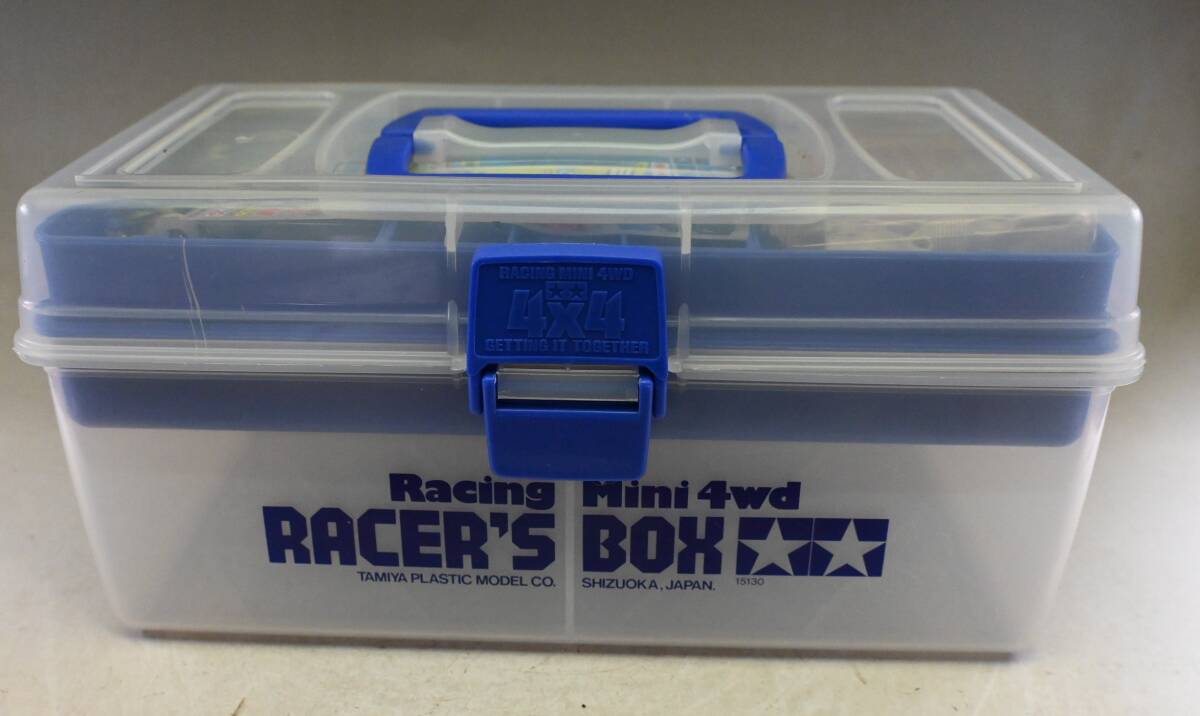 RACING MINI 4WD
4x4
GETTING IT TOGETHER
Racing Mini 4wd
RACER'S BOX
TAMIYA PLASTIC MODEL CO. SHIZUOKA, JAPAN. 15130